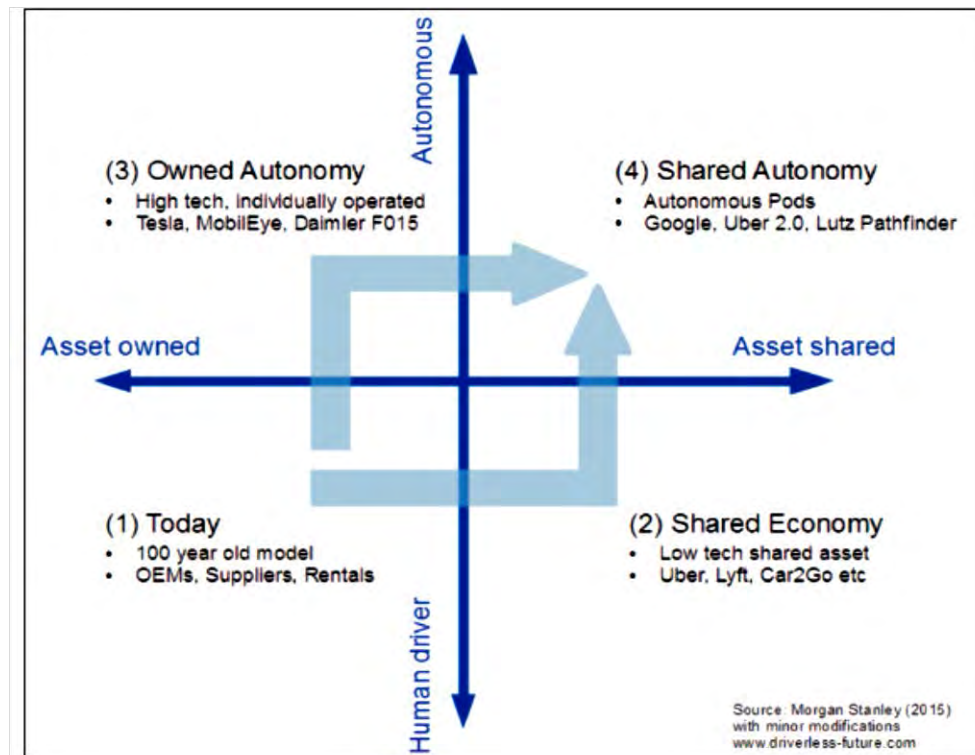 Autonomous
(3) Owned Autonomy
• High tech, individually operated
• Tesla, MobilEye, Daimler F015
(4) Shared Autonomy
• Autonomous Pods
• Google, Uber 2.0, Lutz Pathfinder
Asset owned
Asset shared
(1) Today
• 100 year old model
• OEMs, Suppliers, Rentals
(2) Shared Economy
• Low tech shared asset
• Uber, Lyft, Car2Go etc
Human driver
Source: Morgan Stanley (2015)
with minor modifications
www.driverless-future.com